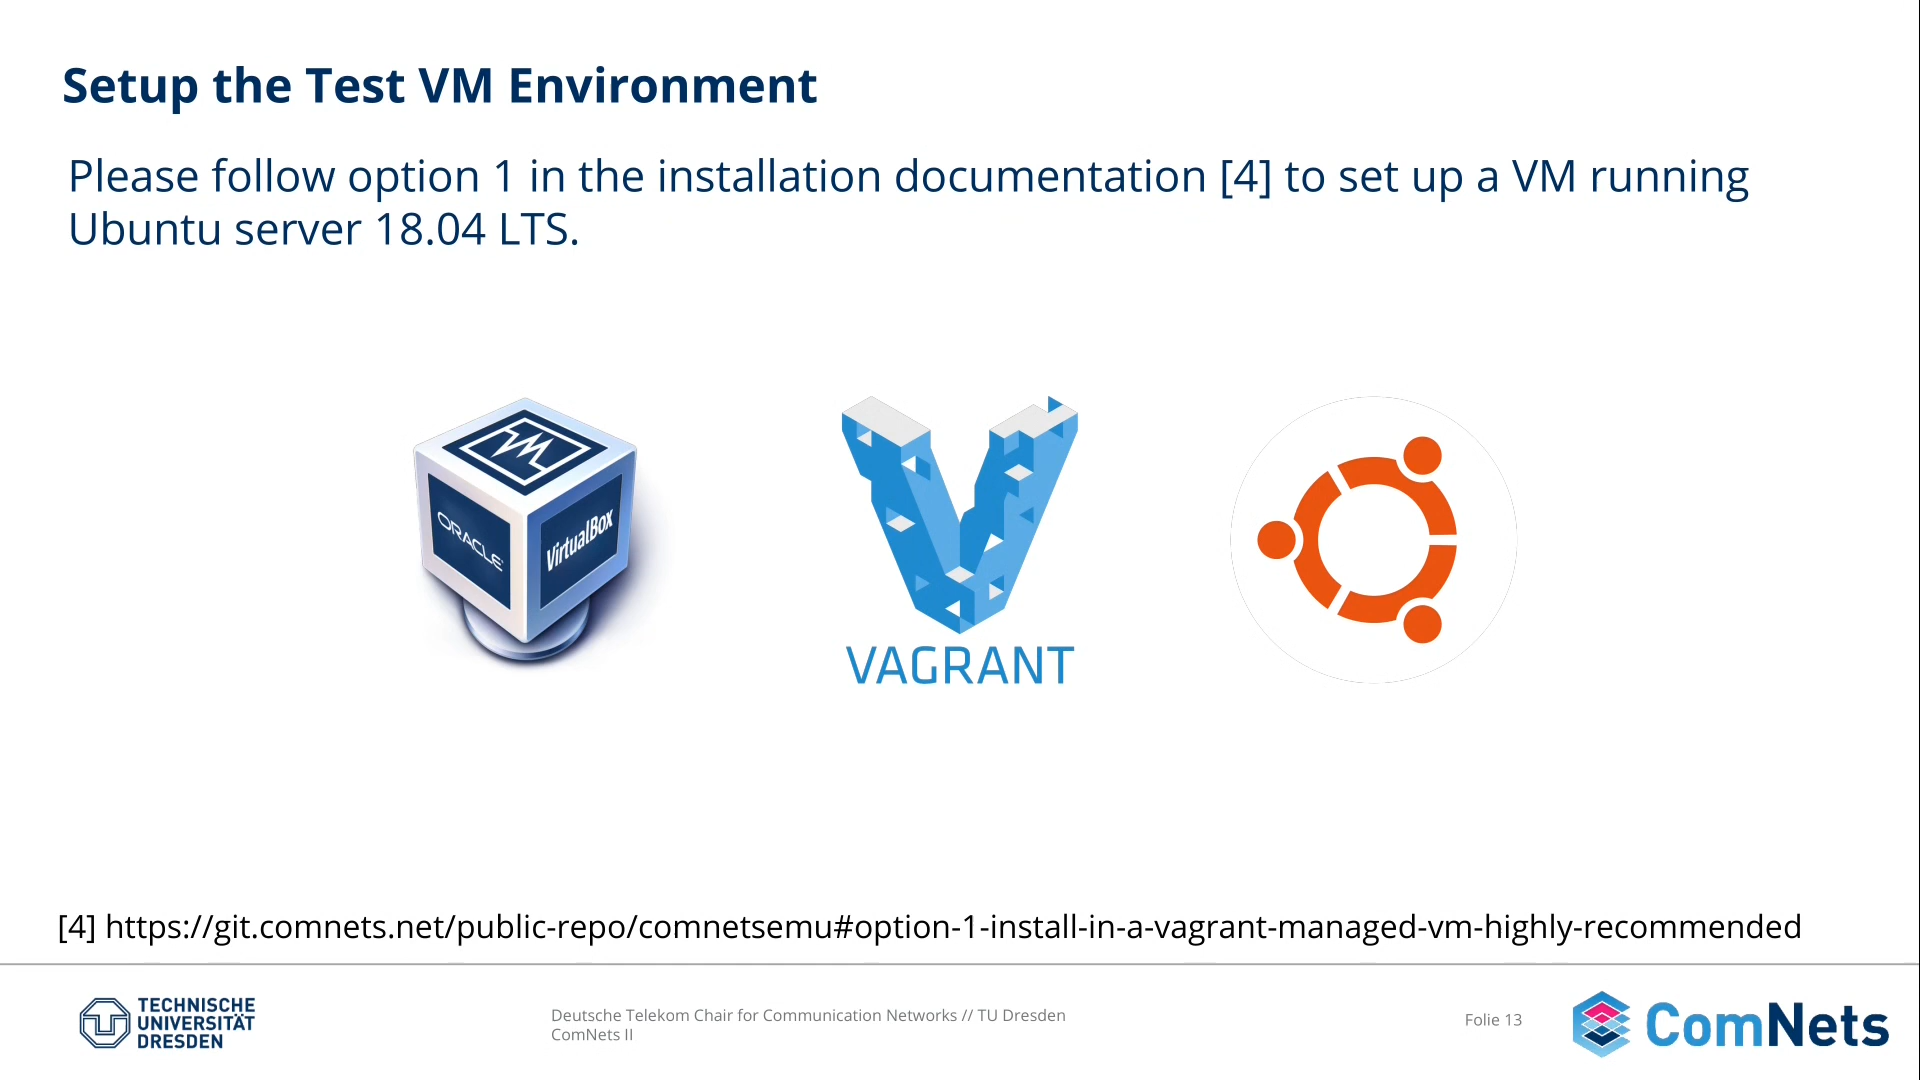 Setup the Test VM Environment
Please follow option 1 in the installation documentation [4] to set up a VM running
Ubuntu server 18.04 LTS.
ORACLE
VirtualBox
VAGRANT
[4] https://git.comnets.net/public-repo/comnetsemu#option-1-install-in-a-vagrant-managed-vm-highly-recommended
TECHNISCHE
UNIVERSITÄT
DRESDEN
Deutsche Telekom Chair for Communication Networks // TU Dresden
ComNets II
Folie 13
ComNets